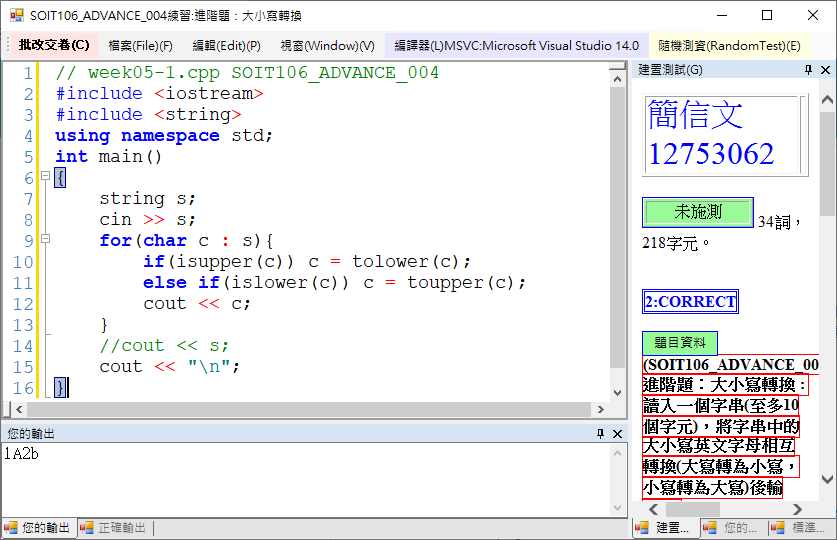 SOIT106_ADVANCE_004練習:進階題：大小寫轉換
批改交卷(C) 檔案(File)(F) 編輯(Edit)(P) 視窗(Window)(V) 編譯器(L)MSVC:Microsoft Visual Studio 14.0 隨機測資(RandomTest)(E)
1 // week05-1.cpp SOIT106_ADVANCE_004
2 #include <iostream>
3 #include <string>
4 using namespace std;
5 int main()
6 {
7 string s;
8 cin >> s;
9 for(char c : s){
10 if(isupper(c)) c = tolower(c);
11 else if(islower(c)) c = toupper(c);
12 cout << c;
13 }
14 //cout << s;
15 cout << "\n";
16 }
您的輸出
1A2b
您的輸出 正確輸出
建置測試(G)
簡信文
12753062
未施測 34詞，
218字元。
2:CORRECT
題目資料
(SOIT106_ADVANCE_00
進階題：大小寫轉換：
讀入一個字串(至多10
個字元)，將字串中的
大小寫英文字母相互
轉換(大寫轉為小寫，
小寫轉為大寫)後輸
建置... 您的... 標準...